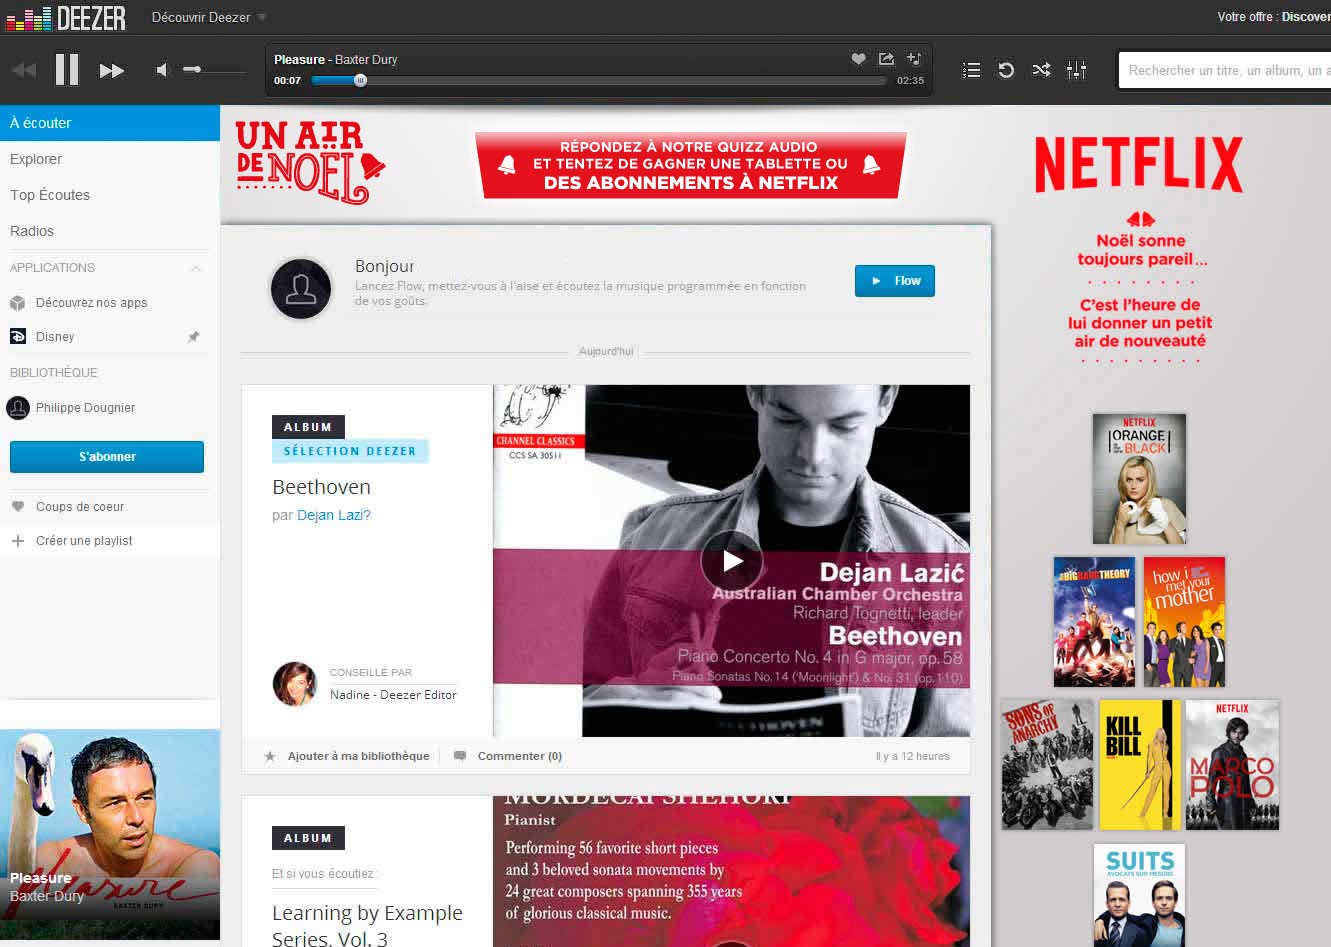 DEEZER
Découvrir Deezer
Votre offre : Discover
Pleasure - Baxter Dury
00:07
02:35
Rechercher un titre, un album, un a
À écouter
Explorer
Top Écoutes
Radios
APPLICATIONS
Découvrez nos apps
Disney
BIBLIOTHÈQUE
Philippe Dougnier
S'abonner
Coups de coeur
Créer une playlist
Pleasure
Pleasure
Baxter Dury
BAXTER DURY
UN AIR
DE NOËL
RÉPONDEZ À NOTRE QUIZZ AUDIO
ET TENTEZ DE GAGNER UNE TABLETTE OU
DES ABONNEMENTS À NETFLIX
Bonjour
Lancez Flow, mettez-vous à l'aise et écoutez la musique programmée en fonction
de vos goûts.
Flow
Aujourd'hui
ALBUM
SÉLECTION DEEZER
Beethoven
par Dejan Lazi?
CONSEILLÉ PAR
Nadine - Deezer Editor
CHANNEL CLASSICS
CCS SA 30511
Dejan Lazić
Australian Chamber Orchestra
Richard Tognetti, leader
Beethoven
Piano Concerto No. 4 in G major, op. 58
Piano Sonatas No. 14 ('Moonlight') & No. 31 (op. 110)
BEETHOVEN
Ajouter à ma bibliothèque
Commenter (0)
Il y a 12 heures
ALBUM
Et si vous écoutiez :
Learning by Example
Series, Vol. 3
MORDECAI SHEHORI
Pianist
Performing 56 favorite short pieces
and 3 beloved sonata movements by
24 great composers spanning 355 years
of glorious classical music.
NETFLIX
Noël sonne
toujours pareil...
C'est l'heure de
lui donner un petit
air de nouveauté
NETFLIX
ORANGE
IS THE NEW
BLACK
THE BIG BANG THEORY
how i
met your
mother
SONS OF
ANARCHY
KILL
BILL
NETFLIX
MARCO
POLO
SUITS
AVOCATS SUR MESURE